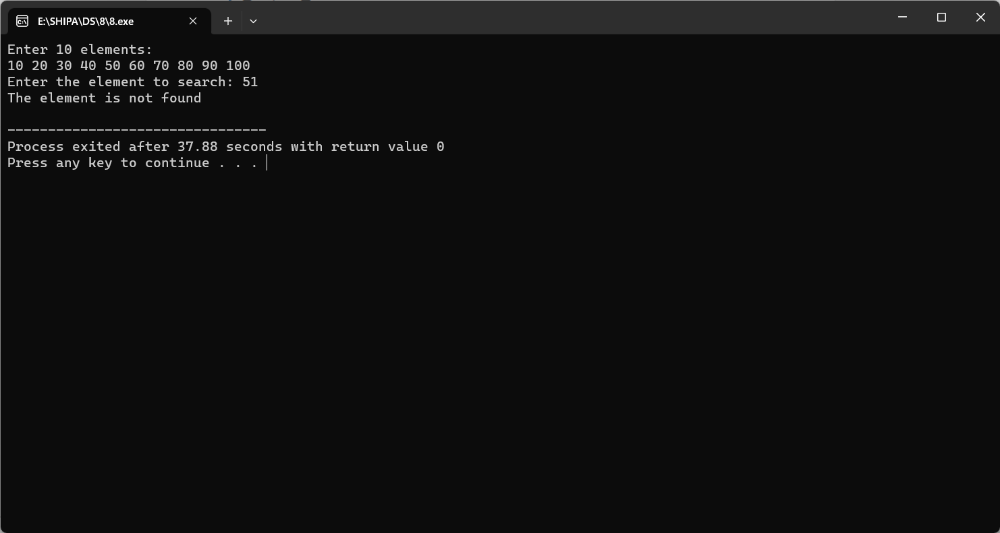 E:\SHIPA\DS\8\8.exe
Enter 10 elements:
10 20 30 40 50 60 70 80 90 100
Enter the element to search: 51
The element is not found
--------------------------------
Process exited after 37.88 seconds with return value 0
Press any key to continue . . .